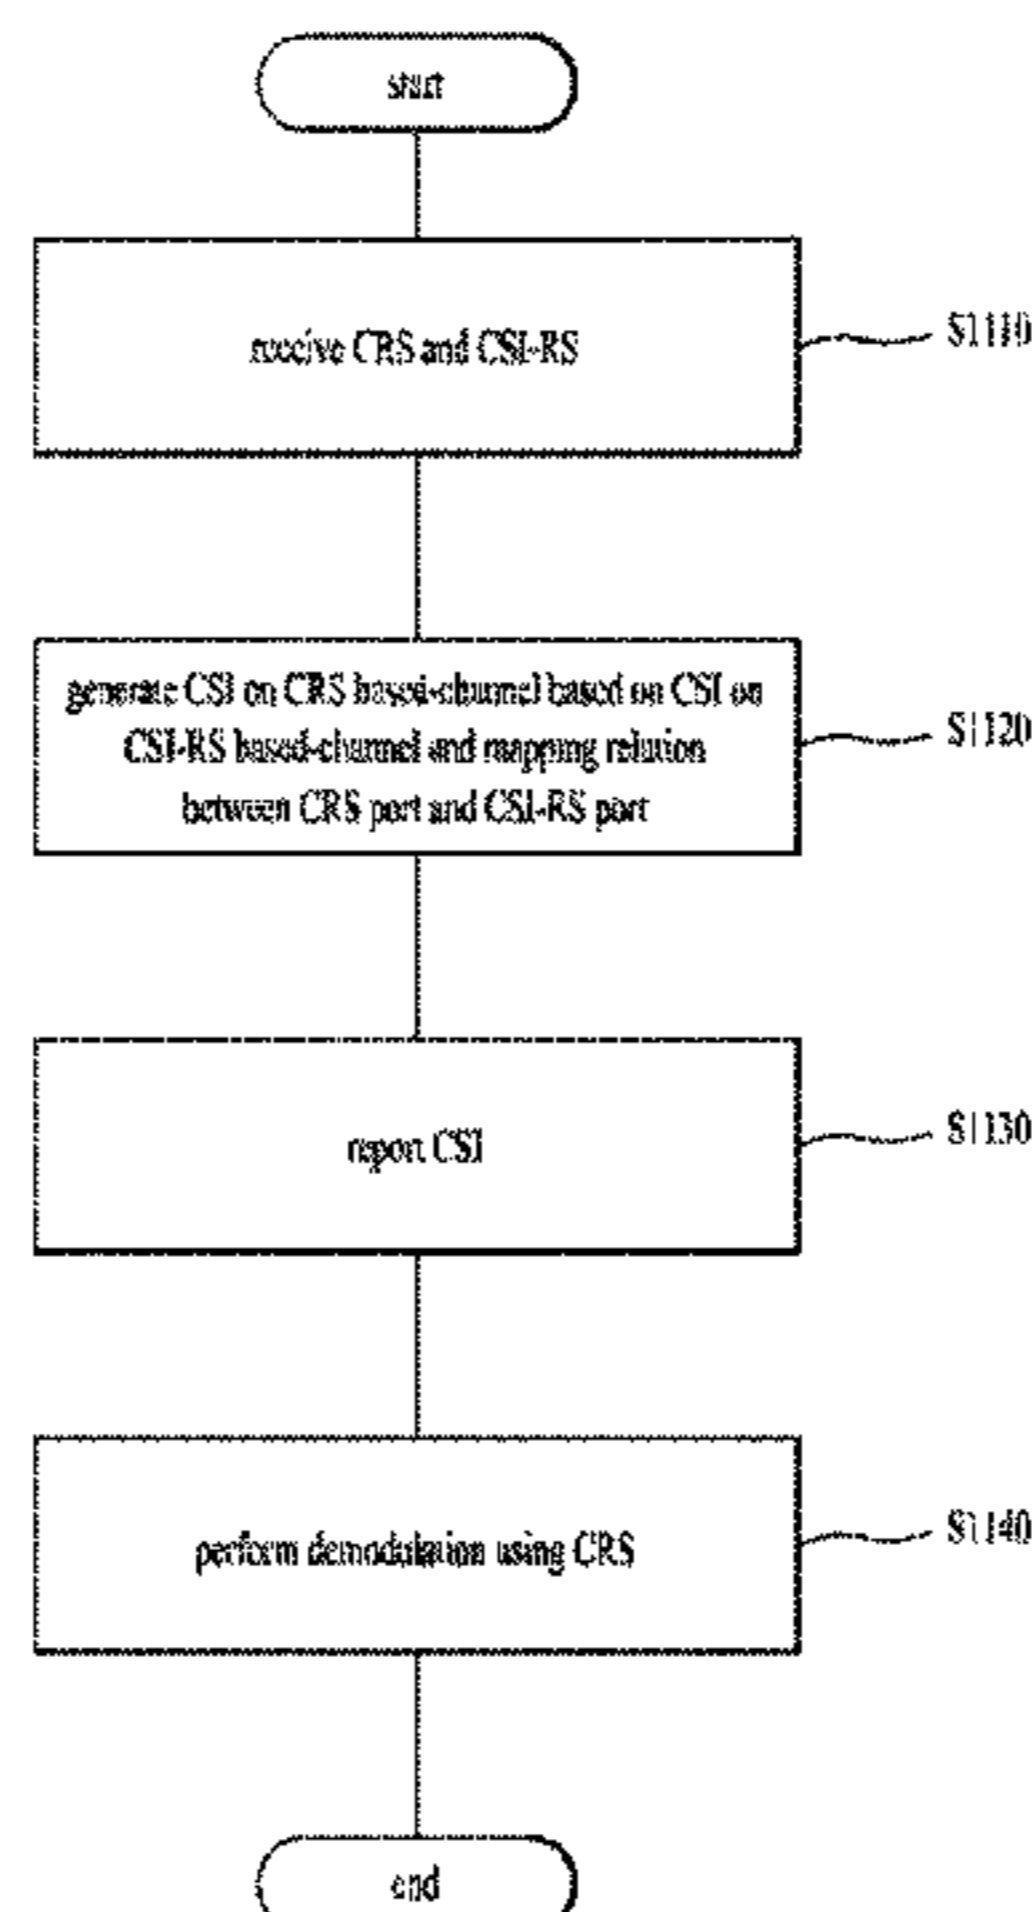 start
receive CRS and CSI-RS
S1110
generate CSI on CRS based-channel based on CSI on
CSI-RS based-channel and mapping relation
between CRS port and CSI-RS port
S1120
report CSI
S1130
perform demodulation using CRS
S1140
end